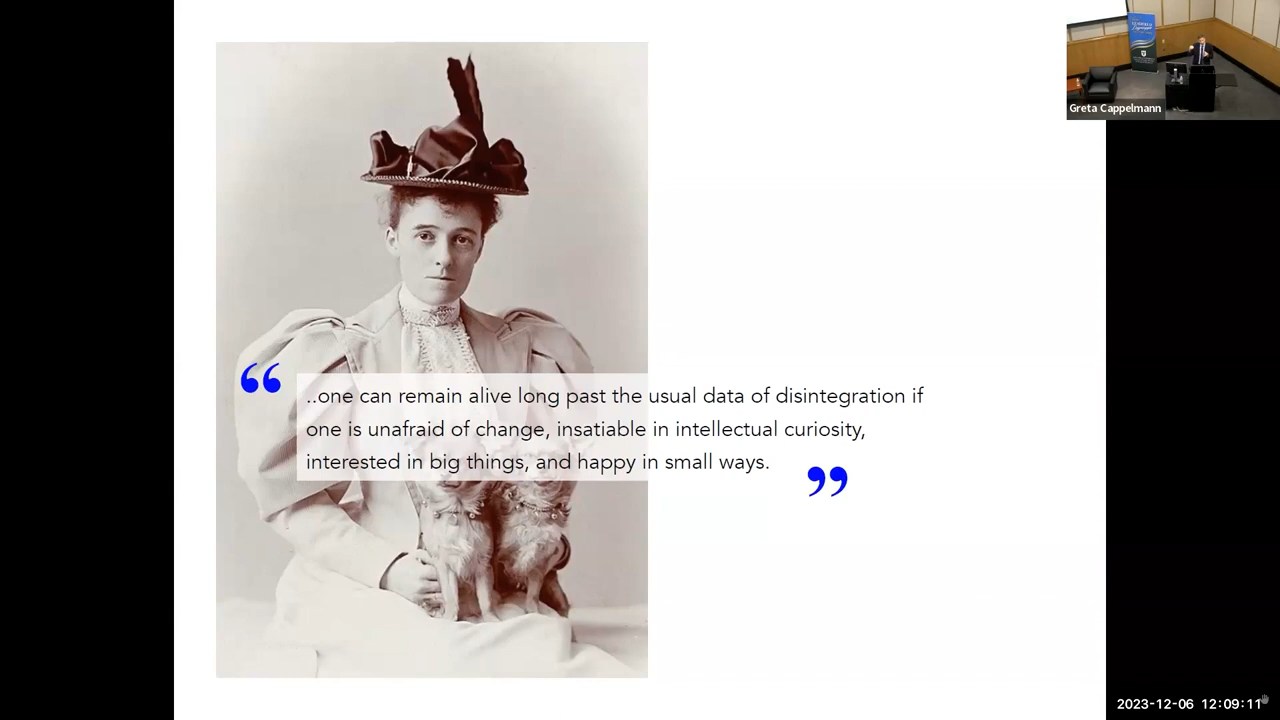 “
..one can remain alive long past the usual data of disintegration if
one is unafraid of change, insatiable in intellectual curiosity,
interested in big things, and happy in small ways.
”
Greta Cappelmann
2023-12-06 12:09:11